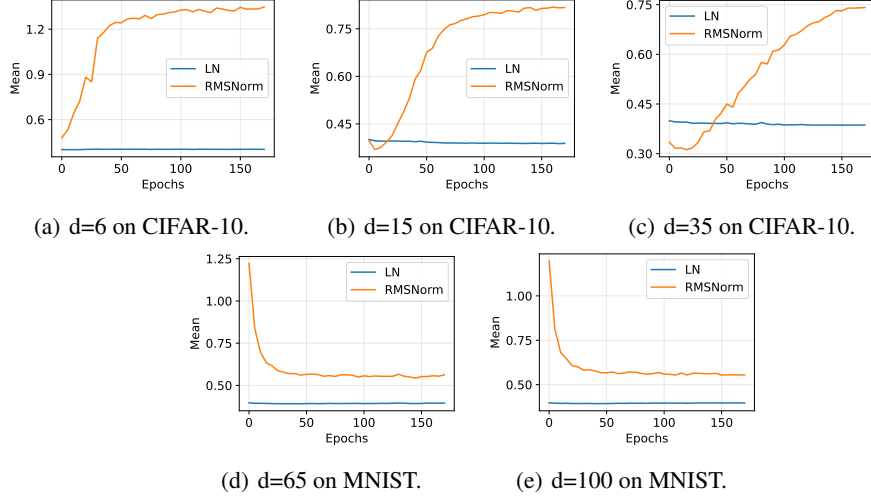 1.2
0.9
0.6
Mean
LN
RMSNorm
0 50 100 150
Epochs
(a) d=6 on CIFAR-10.
0.75
0.60
0.45
Mean
LN
RMSNorm
0 50 100 150
Epochs
(b) d=15 on CIFAR-10.
0.75
0.60
0.45
0.30
Mean
LN
RMSNorm
0 50 100 150
Epochs
(c) d=35 on CIFAR-10.
1.25
1.00
0.75
0.50
Mean
LN
RMSNorm
0 50 100 150
Epochs
(d) d=65 on MNIST.
1.00
0.75
0.50
Mean
LN
RMSNorm
0 50 100 150
Epochs
(e) d=100 on MNIST.